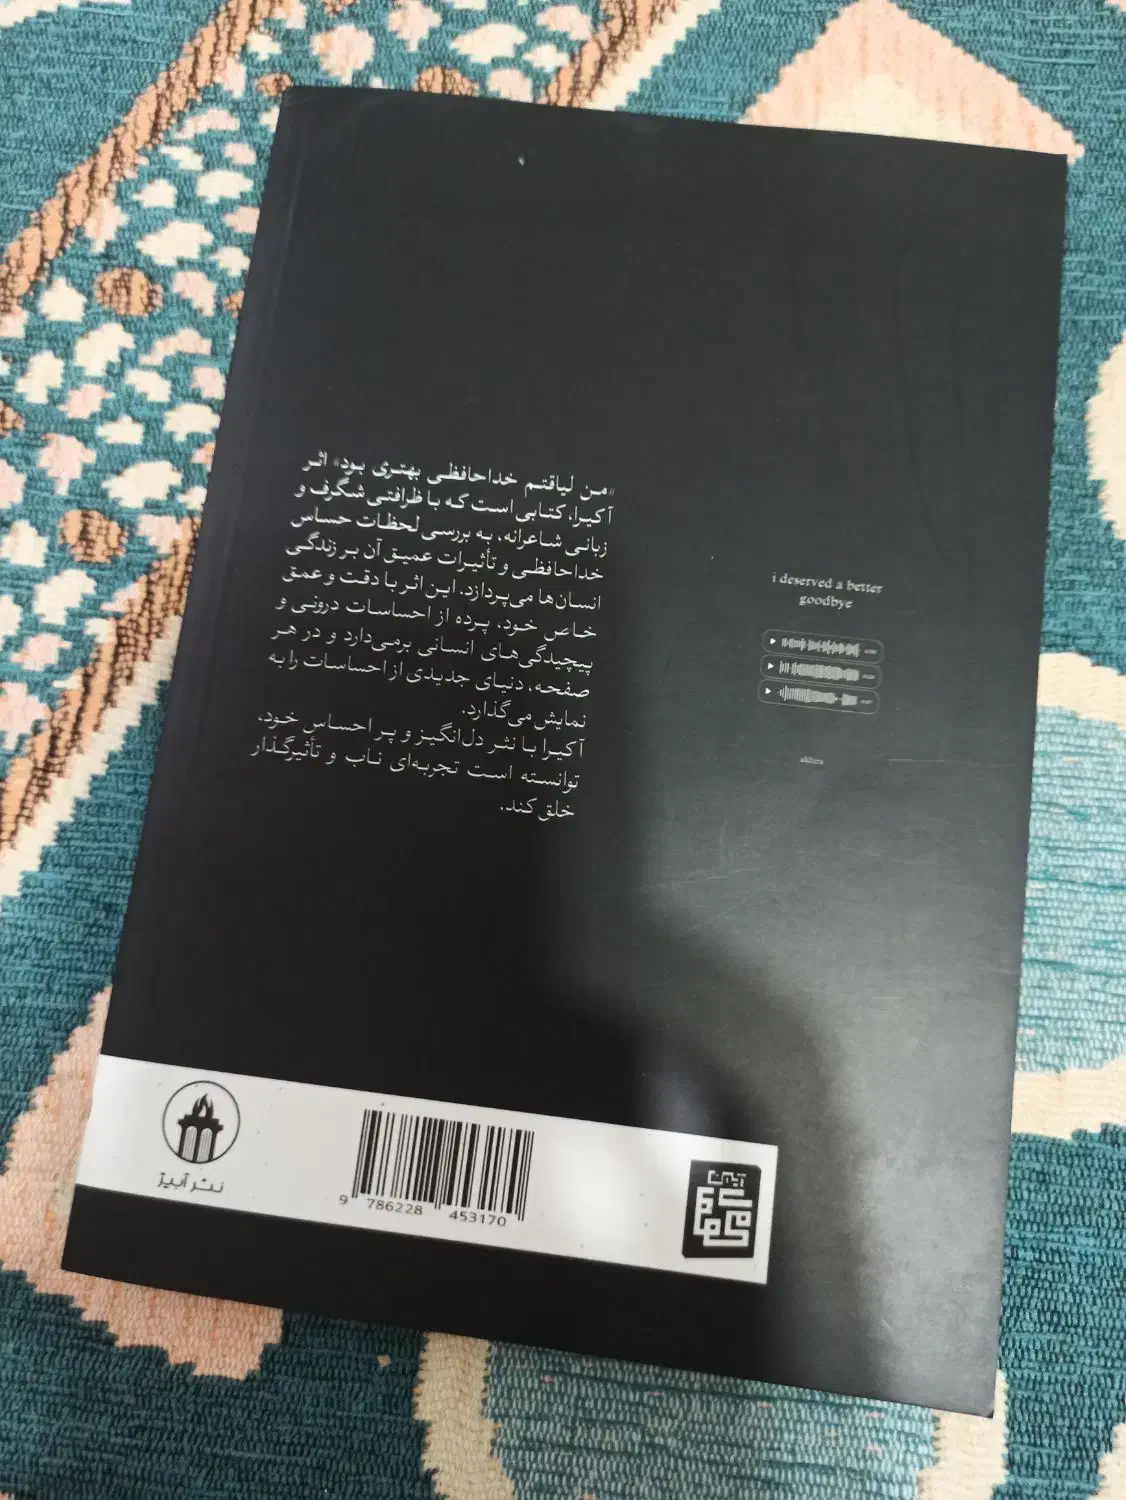 «من لیاقتم خداحافظی بهتری بود» اثر
آکیرا، کتابی است که با ظرافتی شگرف و
زبانی شاعرانه، به بررسی لحظات حساس
خداحافظی و تأثیرات عمیق آن بر زندگی
انسان‌ها می‌پردازد. این اثر با دقت و عمق
خاص خود، پرده از احساسات درونی و
پیچیدگی‌های انسانی برمی‌دارد و در هر
صفحه، دنیای جدیدی از احساسات را به
نمایش می‌گذارد.
آکیرا با نثر دل‌انگیز و پر احساس خود،
توانسته است تجربه‌ای ناب و تأثیرگذار
خلق کند.
i deserved a better
goodbye
نشر آبیژ
9 786228 453170